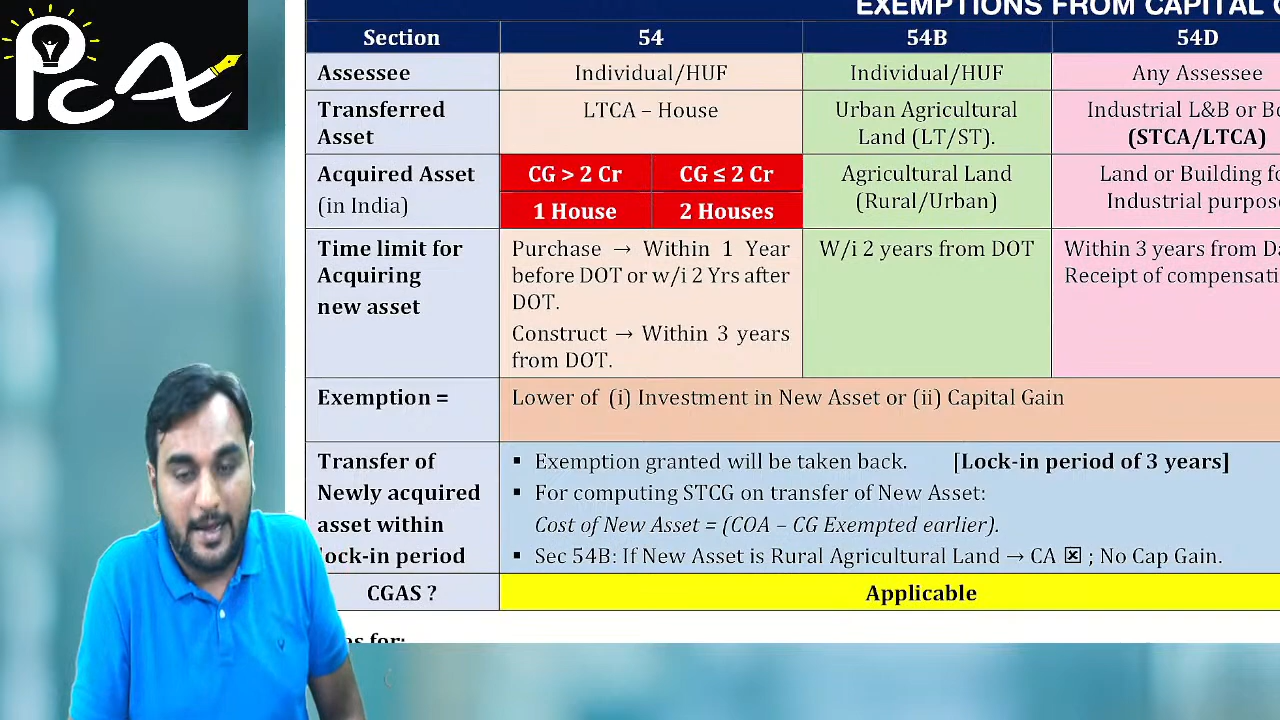 PCA
EXEMPTIONS FROM CAPITAL
Section 54 54B 54D
Assessee Individual/HUF Individual/HUF Any Assessee
Transferred Asset
LTCA – House
Urban Agricultural
Land (LT/ST).
Industrial L&B or
(STCA/LTCA)
Acquired Asset
(in India)
CG > 2 Cr CG ≤ 2 Cr
1 House 2 Houses
Agricultural Land
(Rural/Urban)
Land or Building
Industrial
Time limit for
Acquiring
new asset
Purchase → Within 1 Year
before DOT or w/i 2 Yrs after
DOT.
Construct → Within 3 years
from DOT.
W/i 2 years from DOT
Within 3 years from
Receipt of
Exemption =
Lower of (i) Investment in New Asset or (ii) Capital Gain
Transfer of
Newly acquired
asset within
lock-in period
▪ Exemption granted will be taken back. [Lock-in period of 3 years]
▪ For computing STCG on transfer of New Asset:
Cost of New Asset = (COA – CG Exempted earlier).
▪ Sec 54B: If New Asset is Rural Agricultural Land → CA ☒ ; No Cap Gain.
CGAS ? Applicable
for: